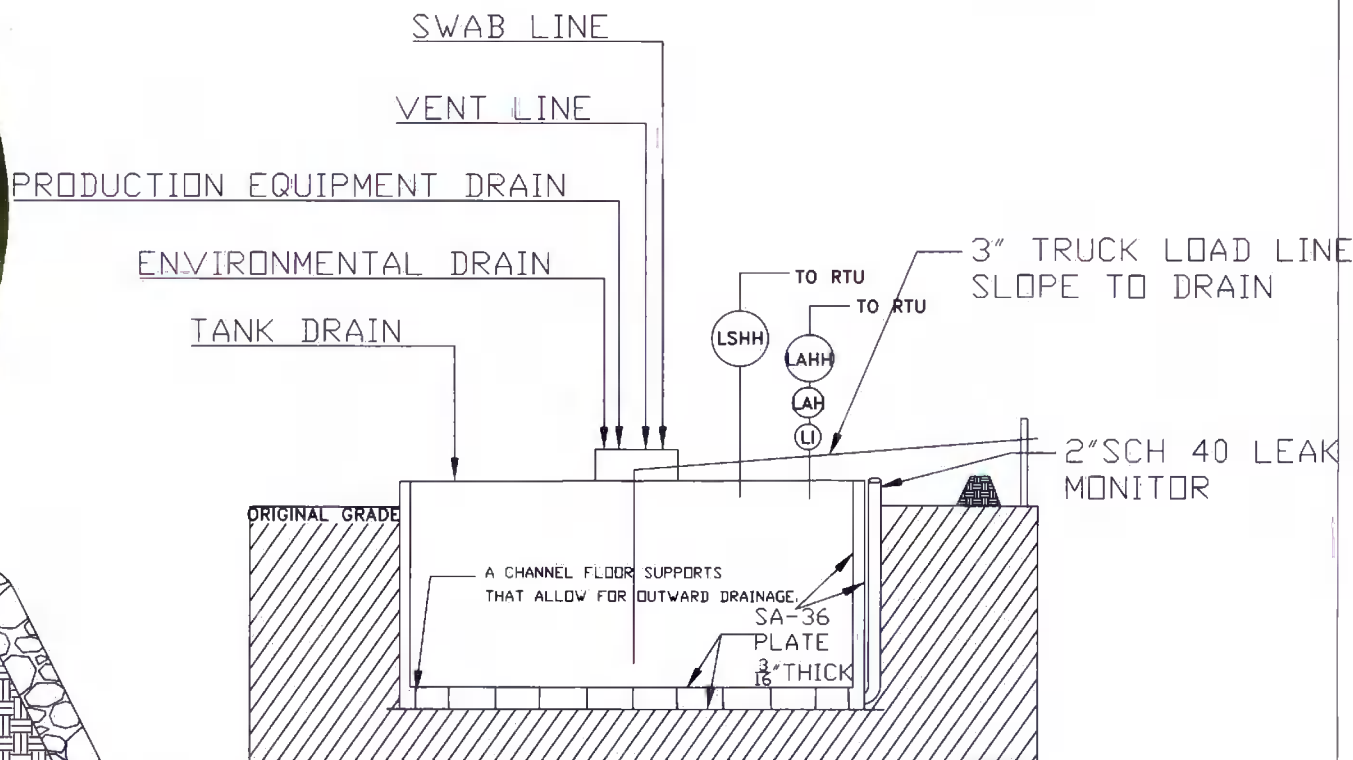 SWAB LINE
VENT LINE
PRODUCTION EQUIPMENT DRAIN
ENVIRONMENTAL DRAIN
TANK DRAIN
TO RTU
TO RTU
3" TRUCK LOAD LINE
SLOPE TO DRAIN
LSHH
LAHH
LAH
LI
2"SCH 40 LEAK
MONITOR
ORIGINAL GRADE
A CHANNEL FLOOR SUPPORTS
THAT ALLOW FOR OUTWARD DRAINAGE.
SA-36
PLATE
3/16"THICK